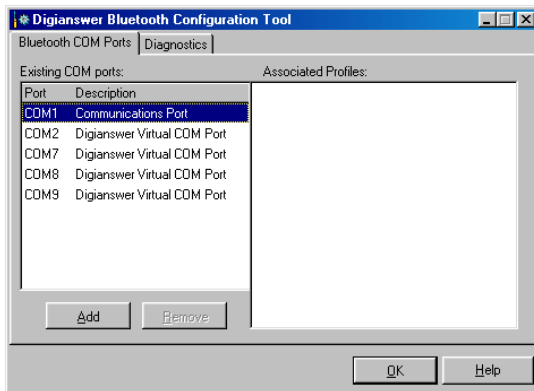 Digianswer Bluetooth Configuration Tool
Bluetooth COM Ports Diagnostics
Existing COM ports: Associated Profiles:
Port Description
COM1 Communications Port
COM2 Digianswer Virtual COM Port
COM7 Digianswer Virtual COM Port
COM8 Digianswer Virtual COM Port
COM9 Digianswer Virtual COM Port
Add Remove
OK Help